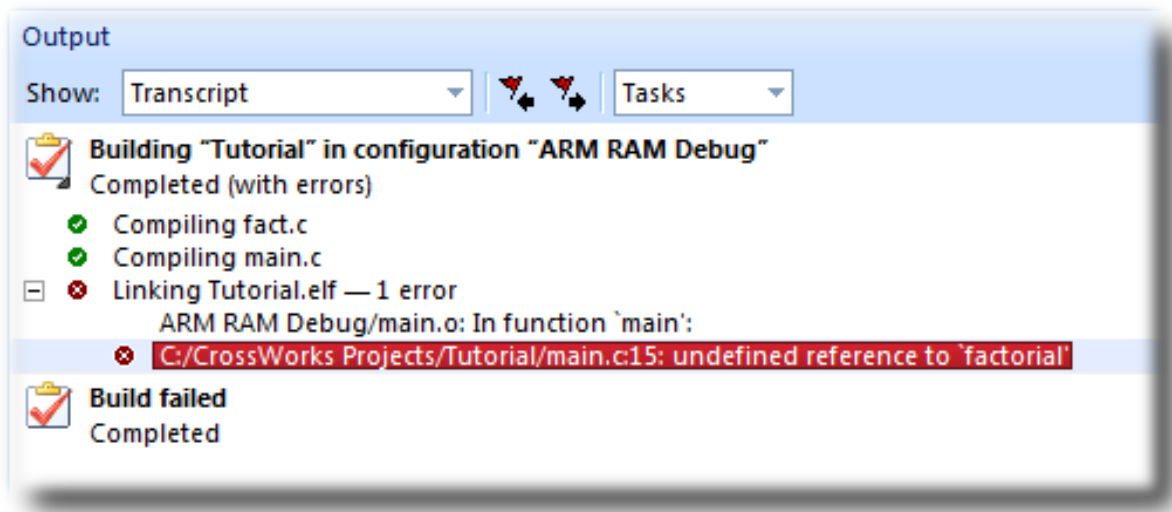 Output
Show: Transcript Tasks
Building “Tutorial” in configuration “ARM RAM Debug”
Completed (with errors)
Compiling fact.c
Compiling main.c
Linking Tutorial.elf — 1 error
ARM RAM Debug/main.o: In function `main':
C:/CrossWorks Projects/Tutorial/main.c:15: undefined reference to `factorial'
Build failed
Completed